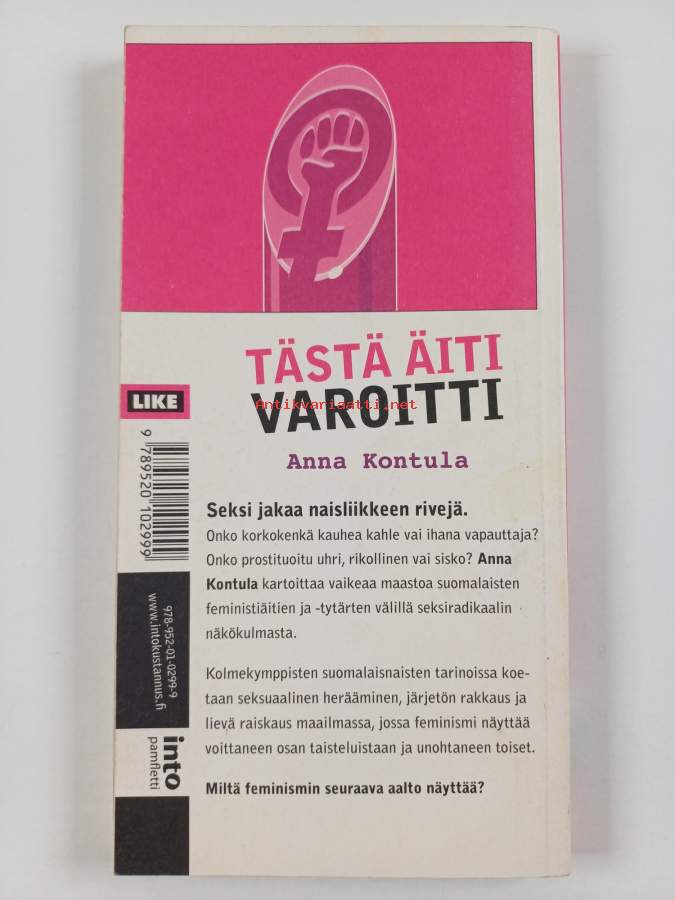 TÄSTÄ ÄITI
VAROITTI
Antikvariaatti.net
Anna Kontula
Seksi jakaa naisliikkeen rivejä.
Onko korkokenkä kauhea kahle vai ihana vapauttaja?
Onko prostituoitu uhri, rikollinen vai sisko? Anna
Kontula kartoittaa vaikeaa maastoa suomalaisten
feministiäitien ja -tytärten välillä seksiradikaalin
näkökulmasta.
Kolmekymppisten suomalaisnaisten tarinoissa koe-
taan seksuaalinen herääminen, järjetön rakkaus ja
lievä raiskaus maailmassa, jossa feminismi näyttää
voittaneen osan taisteluistaan ja unohtaneen toiset.
Miltä feminismin seuraava aalto näyttää?
LIKE
9 789520 102999
978-952-01-0299-9
www.intokustannus.fi
into
pamfletti